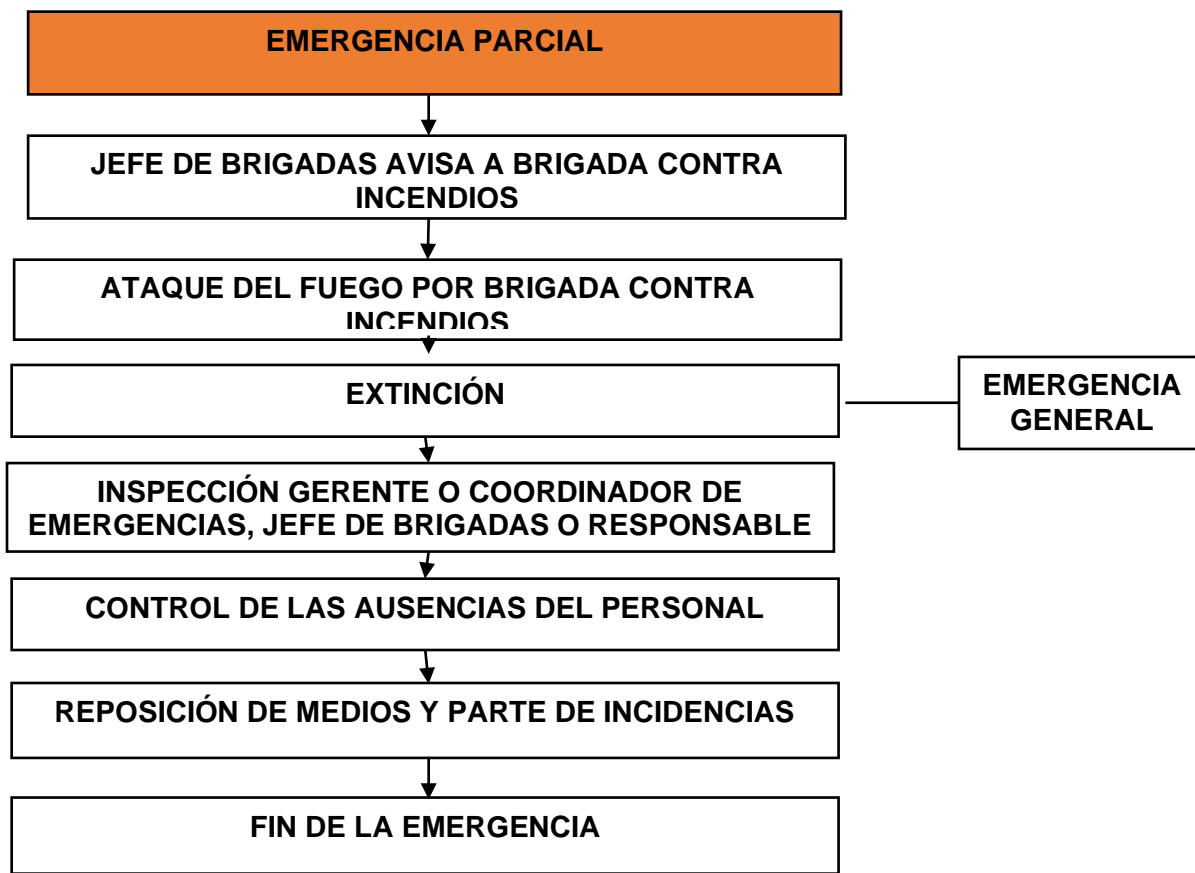 EMERGENCIA PARCIAL
JEFE DE BRIGADAS AVISA A BRIGADA CONTRA
INCENDIOS
ATAQUE DEL FUEGO POR BRIGADA CONTRA
INCENDIOS
EXTINCIÓN
EMERGENCIA
GENERAL
INSPECCIÓN GERENTE O COORDINADOR DE
EMERGENCIAS, JEFE DE BRIGADAS O RESPONSABLE
CONTROL DE LAS AUSENCIAS DEL PERSONAL
REPOSICIÓN DE MEDIOS Y PARTE DE INCIDENCIAS
FIN DE LA EMERGENCIA